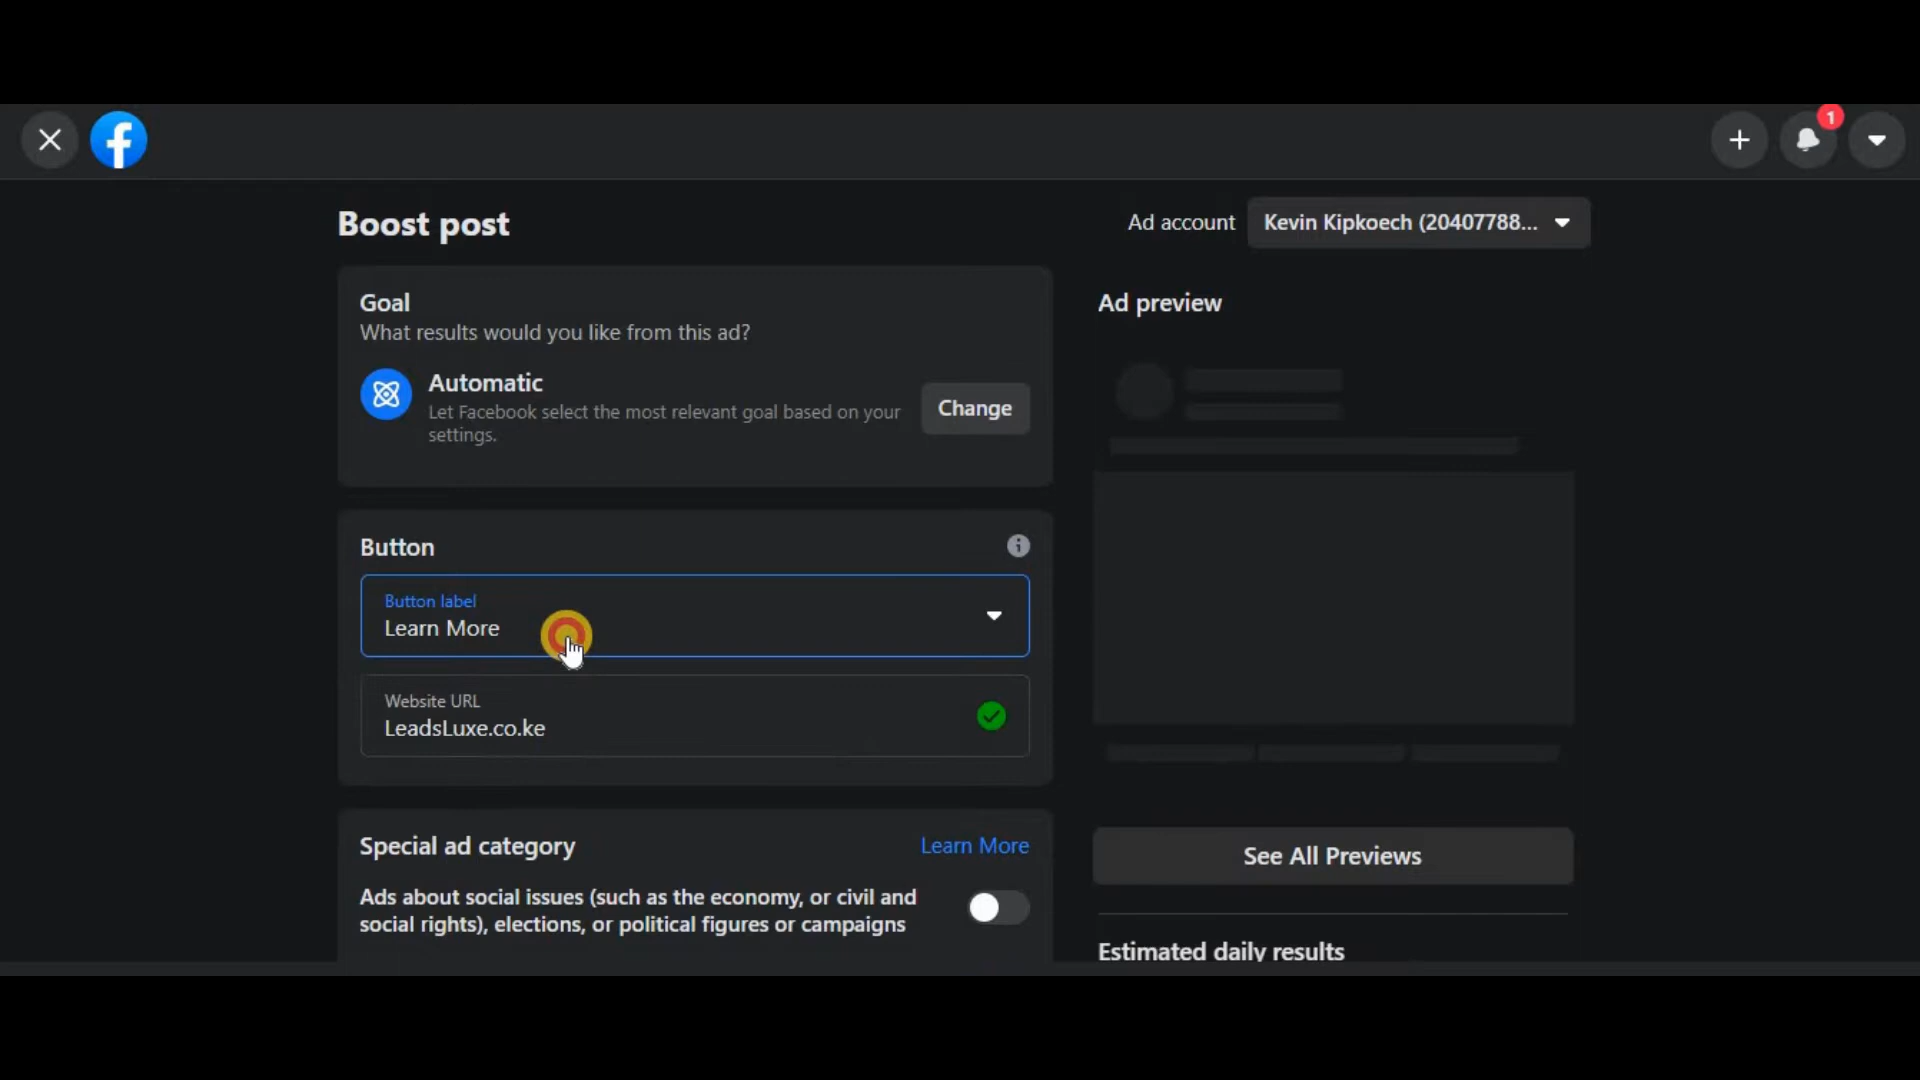 1
Boost post
Ad account
Kevin Kipkoech (20407788...
Goal
What results would you like from this ad?
Automatic
Let Facebook select the most relevant goal based on your
settings.
Change
Ad preview
Button
Button label
Learn More
Website URL
LeadsLuxe.co.ke
Special ad category
Learn More
Ads about social issues (such as the economy, or civil and
social rights), elections, or political figures or campaigns
See All Previews
Estimated daily results